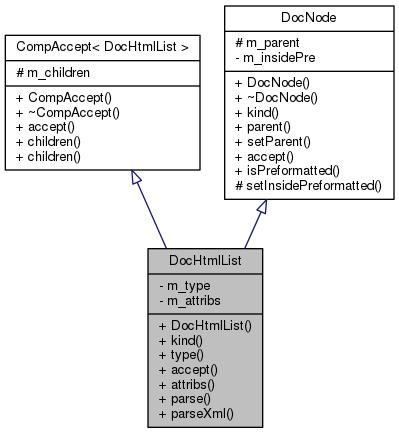 CompAccept< DocHtmlList >
# m_children
+ CompAccept()
+ ~CompAccept()
+ accept()
+ children()
+ children()
DocNode
# m_parent
- m_insidePre
+ DocNode()
+ ~DocNode()
+ kind()
+ parent()
+ setParent()
+ accept()
+ isPreformatted()
# setInsidePreformatted()
DocHtmlList
- m_type
- m_attribs
+ DocHtmlList()
+ kind()
+ type()
+ accept()
+ attribs()
+ parse()
+ parseXml()